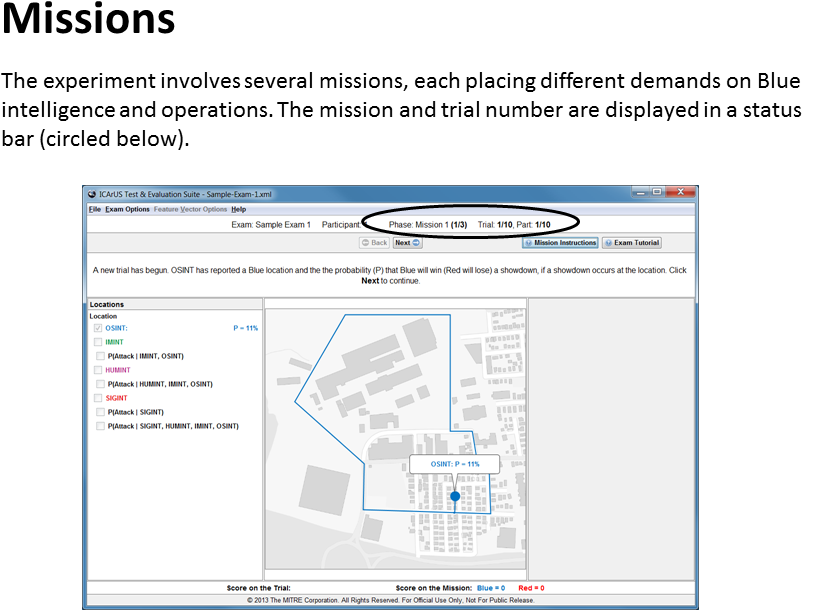 Missions
The experiment involves several missions, each placing different demands on Blue
intelligence and operations. The mission and trial number are displayed in a status
bar (circled below).
ICArUS Test & Evaluation Suite - Sample-Exam-1.xml
File Exam Options Feature Vector Options Help
Exam: Sample Exam 1 Participant: Phase: Mission 1 (1/3) Trial: 1/10, Part: 1/10
Back Next Mission Instructions Exam Tutorial
A new trial has begun. OSINT has reported a Blue location and the the probability (P) that Blue will win (Red will lose) a showdown, if a showdown occurs at the location. Click
Next to continue.
Locations
Location
OSINT: P = 11%
IMINT
P(Attack | IMINT, OSINT)
HUMINT
P(Attack | HUMINT, IMINT, OSINT)
SIGINT
P(Attack | SIGINT)
P(Attack | SIGINT, HUMINT, IMINT, OSINT)
OSINT: P = 11%
Score on the Trial: Score on the Mission: Blue = 0 Red = 0
© 2013 The MITRE Corporation. All Rights Reserved. For Official Use Only, Not For Public Release.